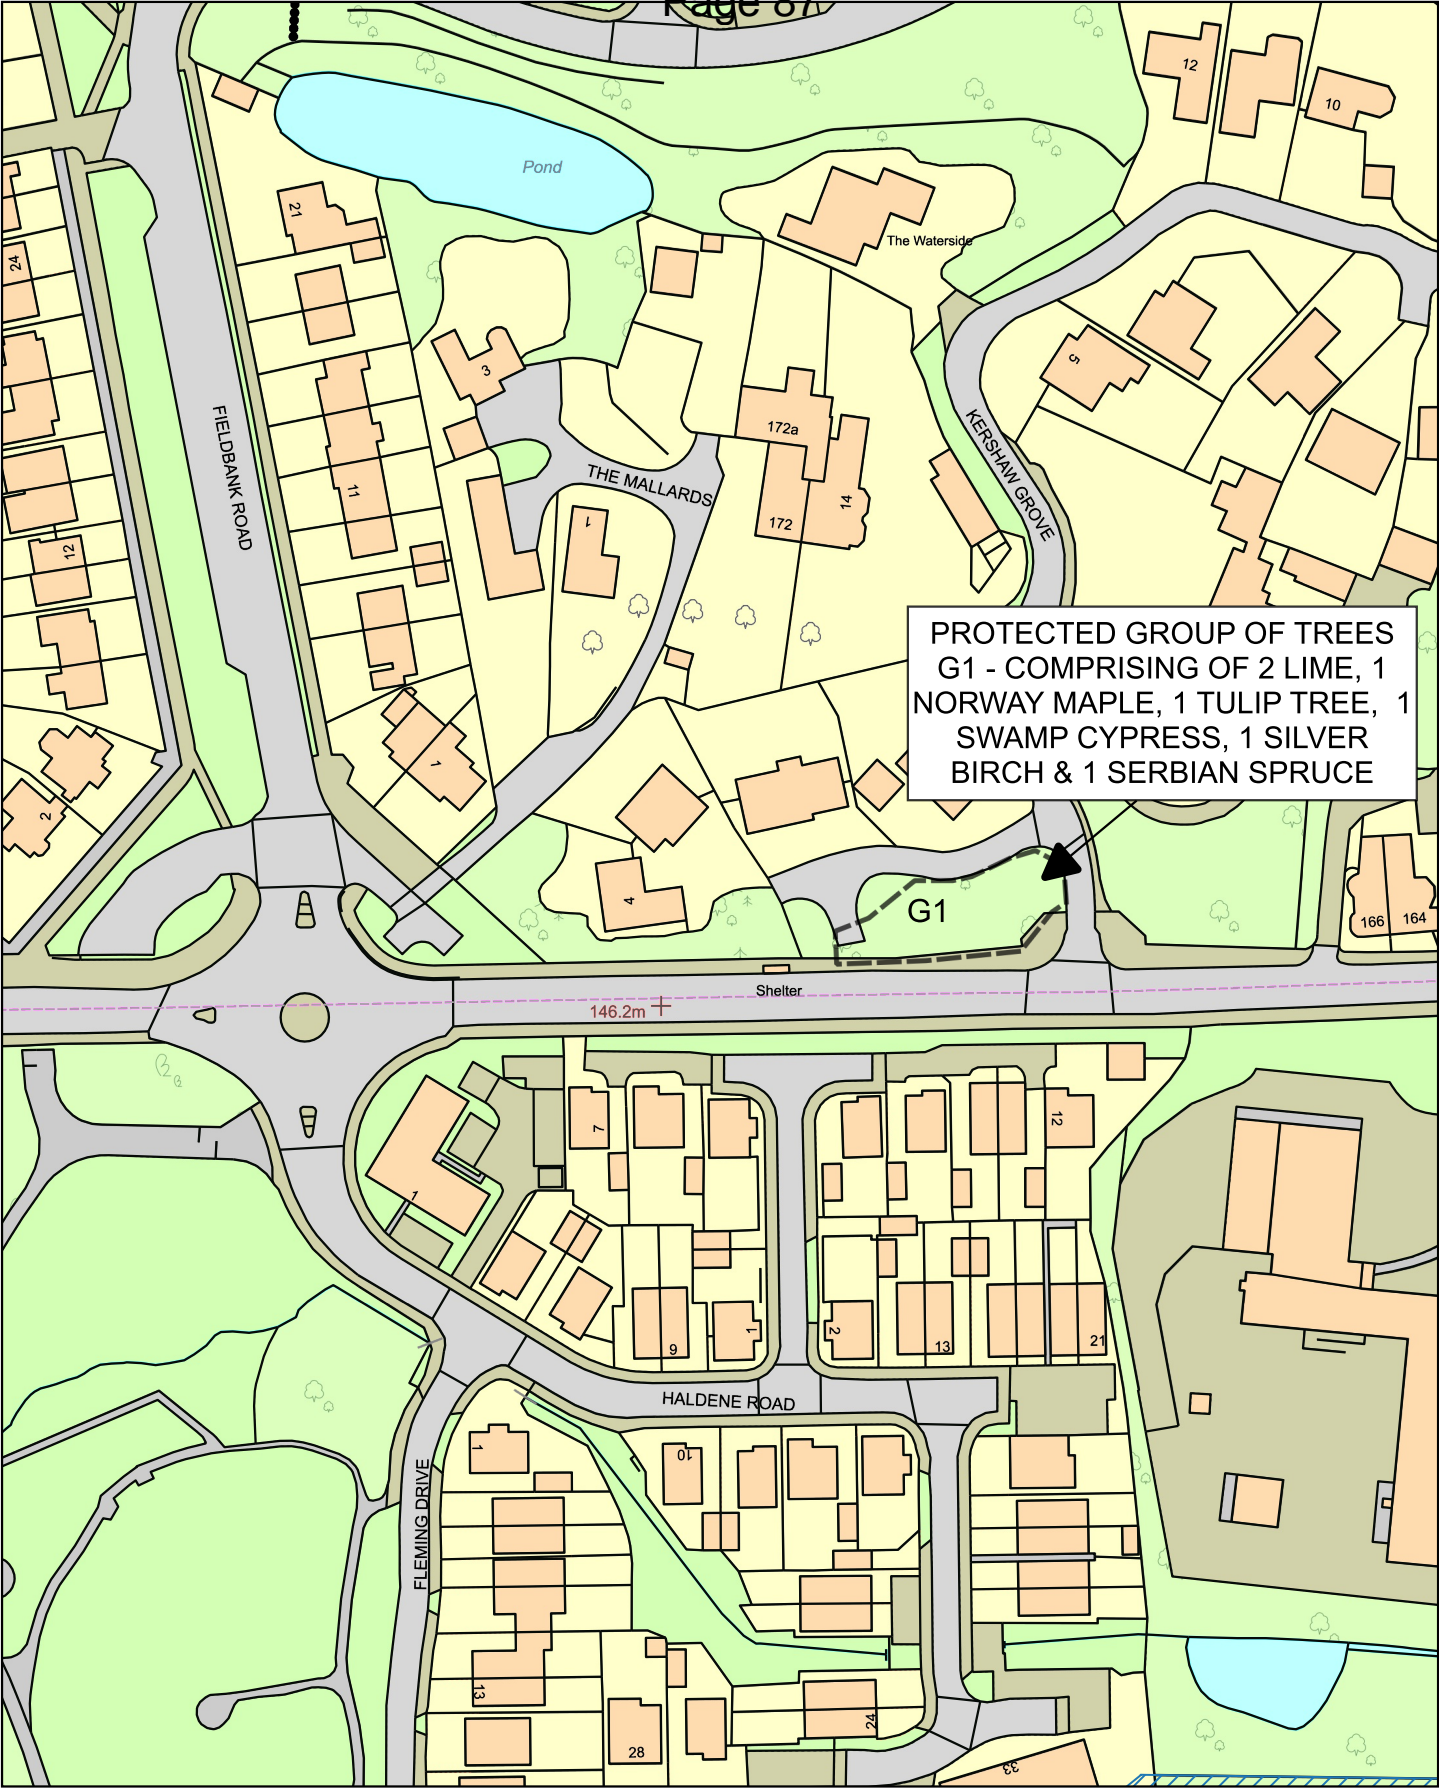 Page 87
12
10
Pond
21
The Waterside
24
3
5
FIELDBANK ROAD
KERSHAW GROVE
172a
THE MALLARDS
11
14
172
1
12
PROTECTED GROUP OF TREES
G1 - COMPRISING OF 2 LIME, 1
NORWAY MAPLE, 1 TULIP TREE, 1
SWAMP CYPRESS, 1 SILVER
BIRCH & 1 SERBIAN SPRUCE
1
2
4
G1
166
164
Shelter
146.2m
7
12
1
9
1
2
13
21
HALDENE ROAD
1
10
FLEMING DRIVE
13
28
24
33